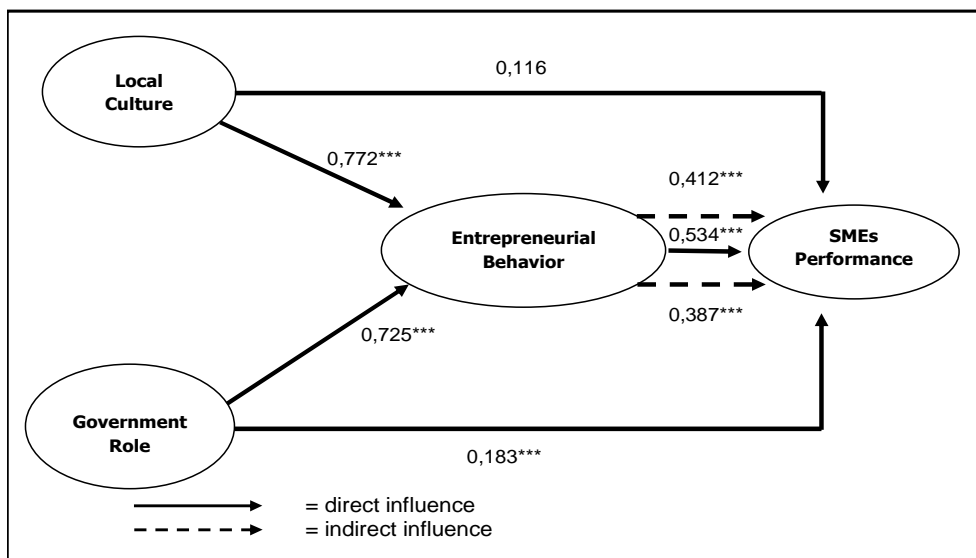 Local
Culture
0,116
0,772***
0,412***
Entrepreneurial
Behavior
0,534***
SMEs
Performance
0,387***
0,725***
Government
Role
0,183***
= direct influence
= indirect influence